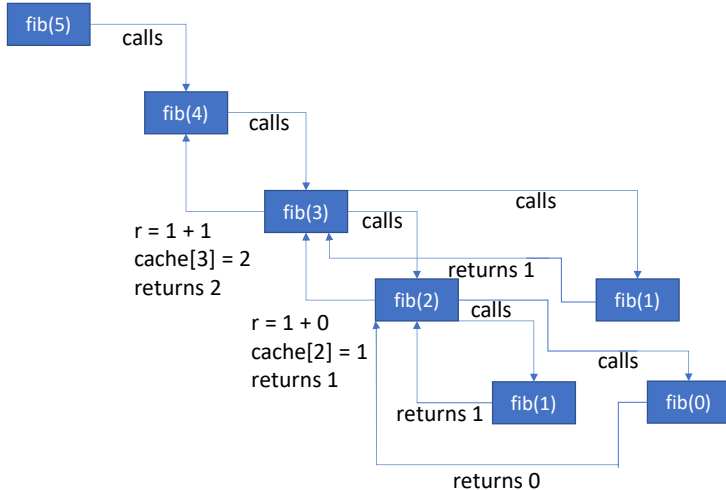 fib(5)
calls
fib(4)
calls
fib(3)
calls
calls
r = 1 + 1
cache[3] = 2
returns 2
returns 1
fib(2)
fib(1)
calls
r = 1 + 0
cache[2] = 1
returns 1
calls
fib(1)
fib(0)
returns 1
returns 0